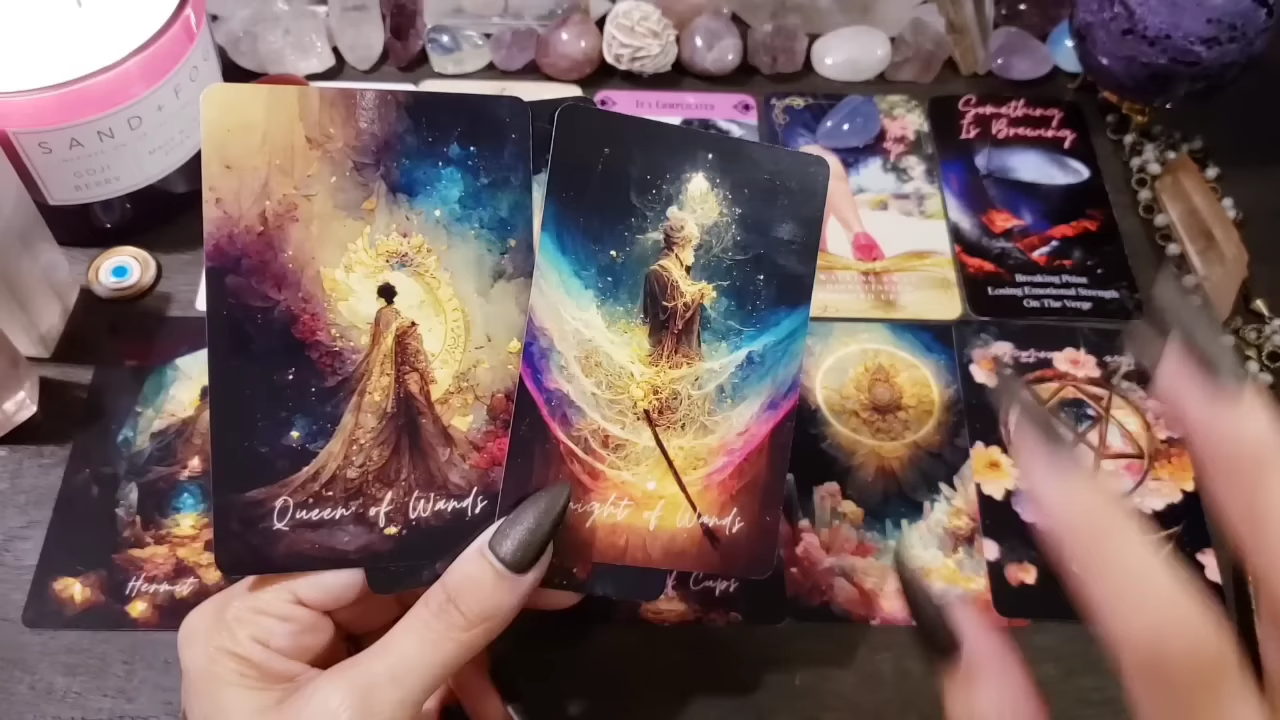 SAND + FOG
GOJI
BERRY
IT'S COMPLICATED
Something
Is Brewing
Breaking Point
Losing Emotional Strength
On The Verge
Queen of Wands
night of Wands
Hermit
f Cups